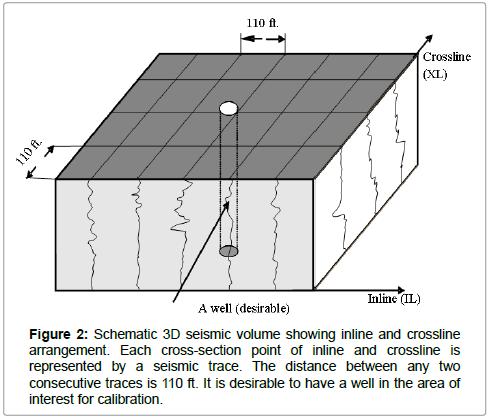 110 ft.
Crossline
(XL)
110 ft.
A well (desirable)
Inline (IL)
Figure 2: Schematic 3D seismic volume showing inline and crossline
arrangement. Each cross-section point of inline and crossline is
represented by a seismic trace. The distance between any two
consecutive traces is 110 ft. It is desirable to have a well in the area of
interest for calibration.